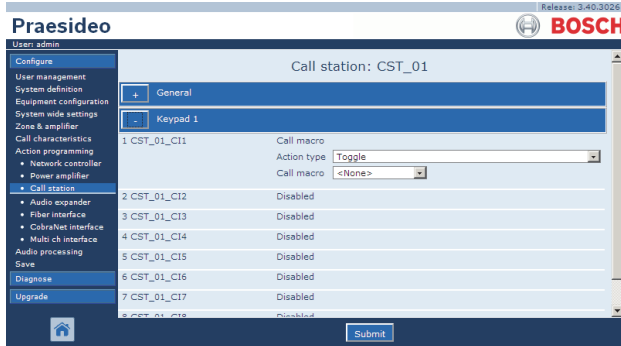 Release: 3.40.3026
Praesideo
BOSCH
User: admin
Configure
User management
System definition
Equipment configuration
System wide settings
Zone & amplifier
Call characteristics
Action programming
• Network controller
• Power amplifier
• Call station
• Audio expander
• Fiber interface
• CobraNet interface
• Multi ch interface
Audio processing
Save
Diagnose
Upgrade
Call station: CST_01
+ General
- Keypad 1
1 CST_01_CI1 Call macro
Action type Toggle
Call macro <None>
2 CST_01_CI2 Disabled
3 CST_01_CI3 Disabled
4 CST_01_CI4 Disabled
5 CST_01_CI5 Disabled
6 CST_01_CI6 Disabled
7 CST_01_CI7 Disabled
8 CST_01_CI8 Disabled
Submit